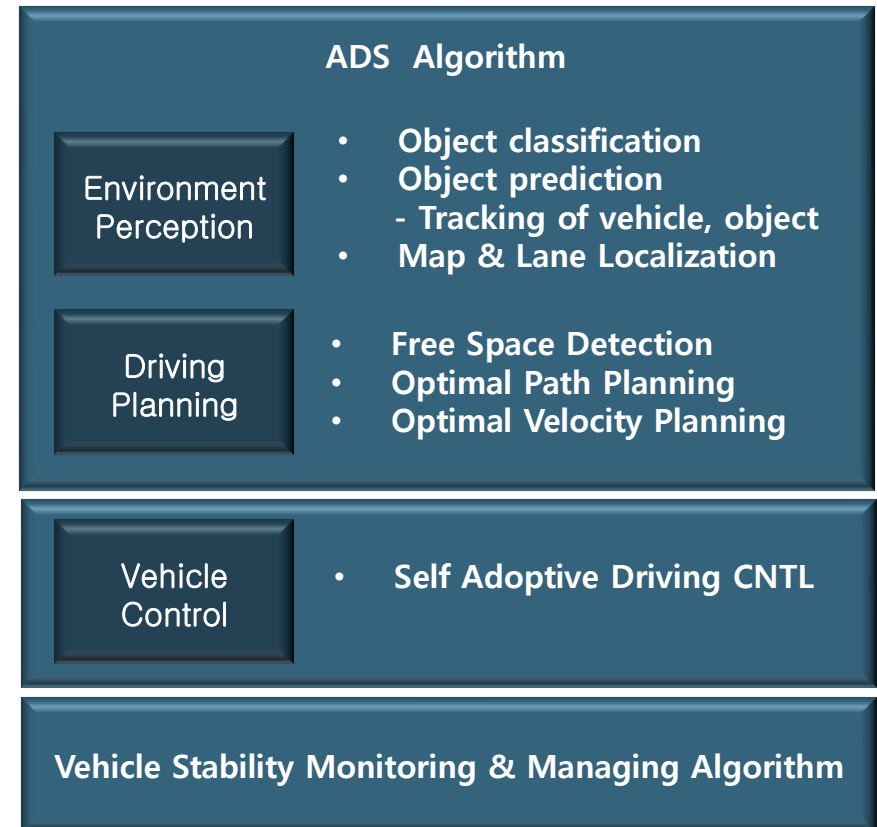 ADS Algorithm
Environment
Perception
• Object classification
• Object prediction
- Tracking of vehicle, object
• Map & Lane Localization
Driving
Planning
• Free Space Detection
• Optimal Path Planning
• Optimal Velocity Planning
Vehicle
Control
• Self Adoptive Driving CNTL
Vehicle Stability Monitoring & Managing Algorithm